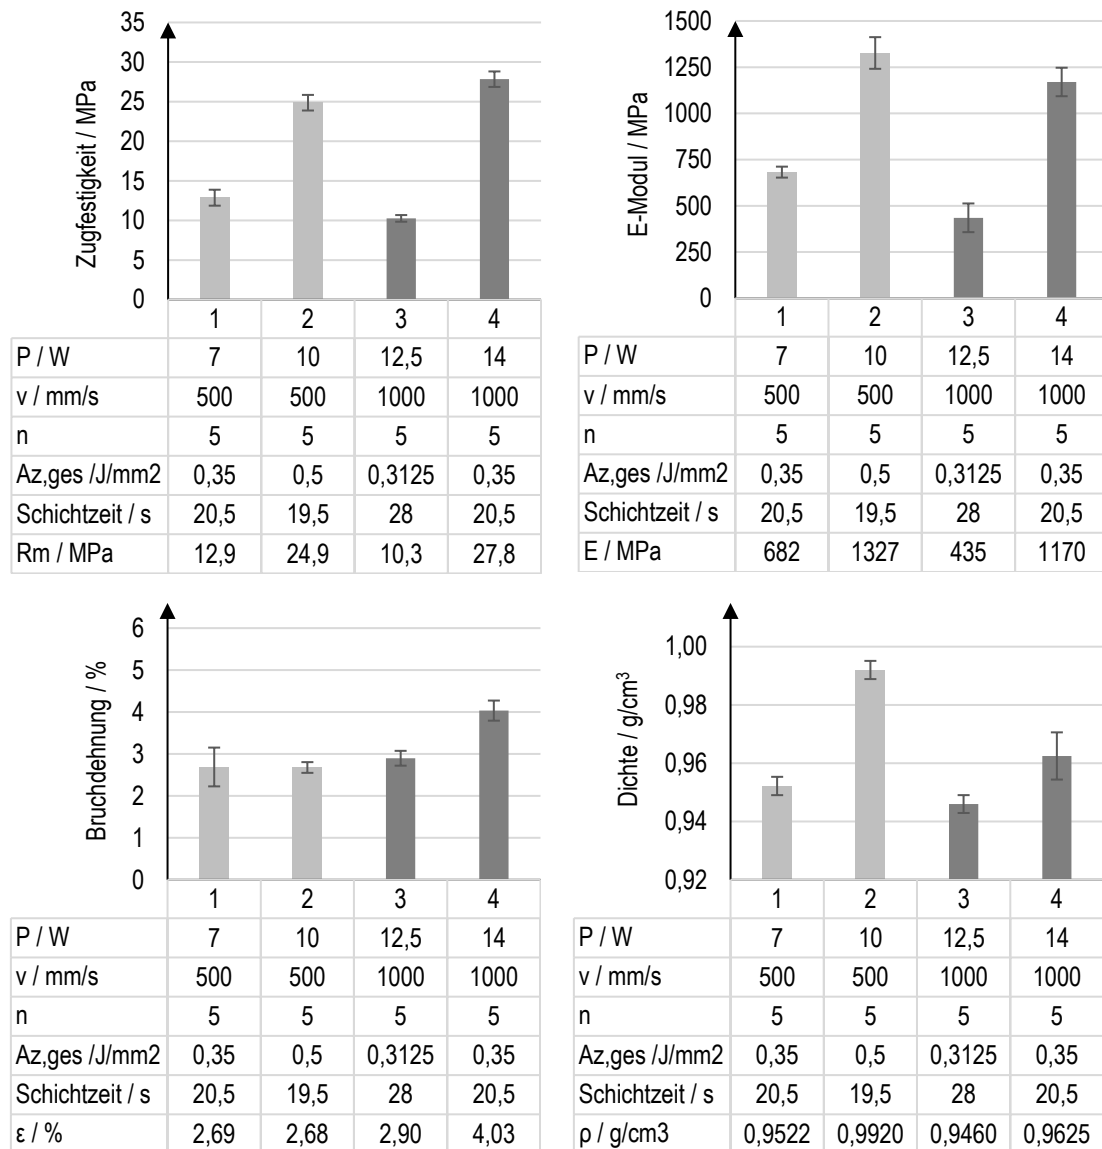 Zugfestigkeit / MPa
35
30
25
20
15
10
5
0
1 2 3 4
P / W 7 10 12,5 14
v / mm/s 500 500 1000 1000
n 5 5 5 5
Az,ges /J/mm2 0,35 0,5 0,3125 0,35
Schichtzeit / s 20,5 19,5 28 20,5
Rm / MPa 12,9 24,9 10,3 27,8
E-Modul / MPa
1500
1250
1000
750
500
250
0
1 2 3 4
P / W 7 10 12,5 14
v / mm/s 500 500 1000 1000
n 5 5 5 5
Az,ges /J/mm2 0,35 0,5 0,3125 0,35
Schichtzeit / s 20,5 19,5 28 20,5
E / MPa 682 1327 435 1170
Bruchdehnung / %
6
5
4
3
2
1
0
1 2 3 4
P / W 7 10 12,5 14
v / mm/s 500 500 1000 1000
n 5 5 5 5
Az,ges /J/mm2 0,35 0,5 0,3125 0,35
Schichtzeit / s 20,5 19,5 28 20,5
ε / % 2,69 2,68 2,90 4,03
Dichte / g/cm³
1,00
0,98
0,96
0,94
0,92
1 2 3 4
P / W 7 10 12,5 14
v / mm/s 500 500 1000 1000
n 5 5 5 5
Az,ges /J/mm2 0,35 0,5 0,3125 0,35
Schichtzeit / s 20,5 19,5 28 20,5
ρ / g/cm3 0,9522 0,9920 0,9460 0,9625